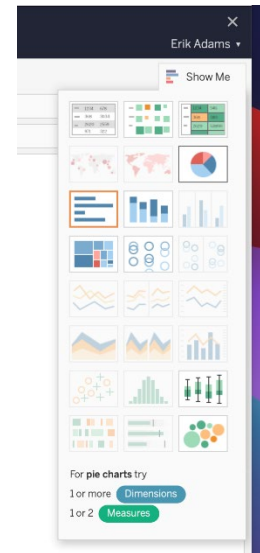 Erik Adams
Show Me
For pie charts try
1 or more Dimensions
1 or 2 Measures